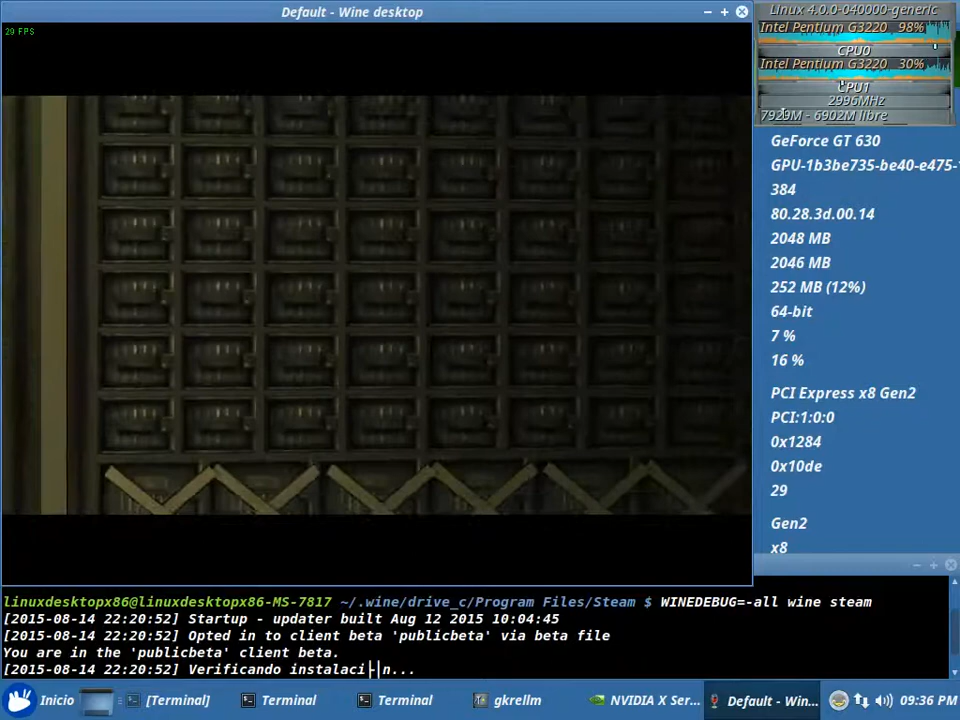 Default - Wine desktop
29 FPS
Linux 4.0.0-040000-generic
Intel Pentium G3220 98%
CPU0
Intel Pentium G3220 30%
CPU1
2996MHz
7929M - 6902M libre
GeForce GT 630
GPU-1b3be735-be40-e475-
384
80.28.3d.00.14
2048 MB
2046 MB
252 MB (12%)
64-bit
7 %
16 %
PCI Express x8 Gen2
PCI:1:0:0
0x1284
0x10de
29
Gen2
x8
linuxdesktopx86@linuxdesktopx86-MS-7817 ~/.wine/drive_c/Program Files/Steam $ WINEDEBUG=-all wine steam
[2015-08-14 22:20:52] Startup - updater built Aug 12 2015 10:04:45
[2015-08-14 22:20:52] Opted in to client beta 'publicbeta' via beta file
You are in the 'publicbeta' client beta.
[2015-08-14 22:20:52] Verificando instalaci├│n...
Inicio
[Terminal]
Terminal
Terminal
gkrellm
NVIDIA X Ser...
Default - Win...
09:36 PM